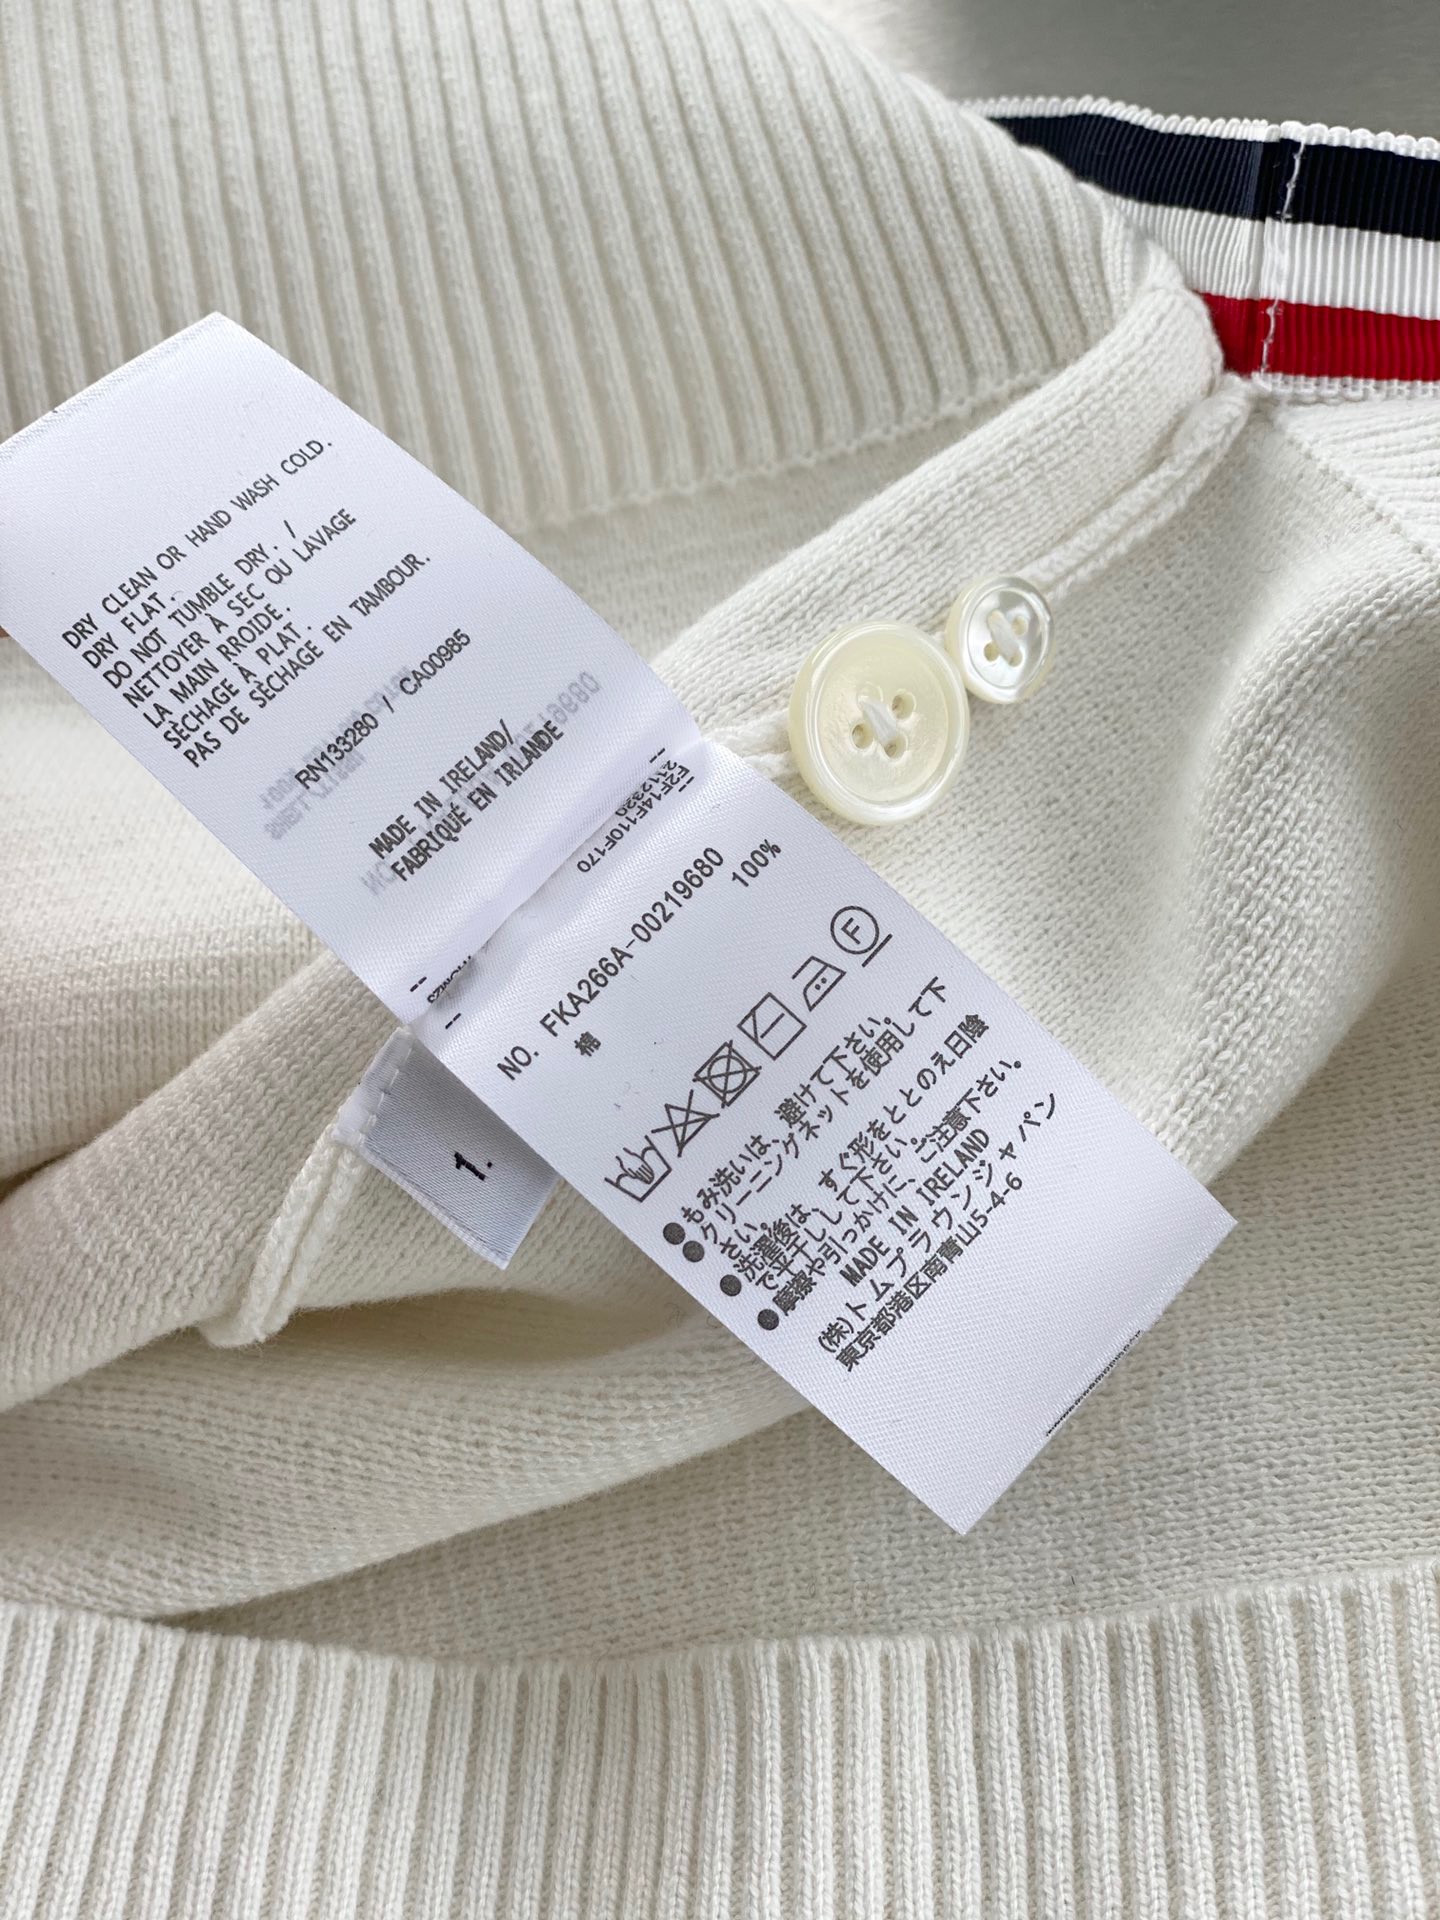 DRY CLEAN OR HAND WASH COLD.
DRY FLAT.
DO NOT TUMBLE DRY. /
NETTOYER À SEC OU LAVAGE
LA MAIN RROIDE.
SÈCHAGE À PLAT.
PAS DE SÈCHAGE EN TAMBOUR.
RN133280 / CA00985
MADE IN IRELAND/
FABRIQUÉ EN IRLANDE
F2F14F110F170
2112320
NO. FKA266A-00219680
棉 100%
F
●もみ洗いは、避けて下さい。
●クリーニングネットを使用して下
さい。
●洗濯後は、すぐ形をととのえ日陰
で平干しして下さい。
●摩擦や引っかけに、ご注意下さい。
MADE IN IRELAND
(株)トムブラウンジャパン
東京都港区南青山5-4-6
1.